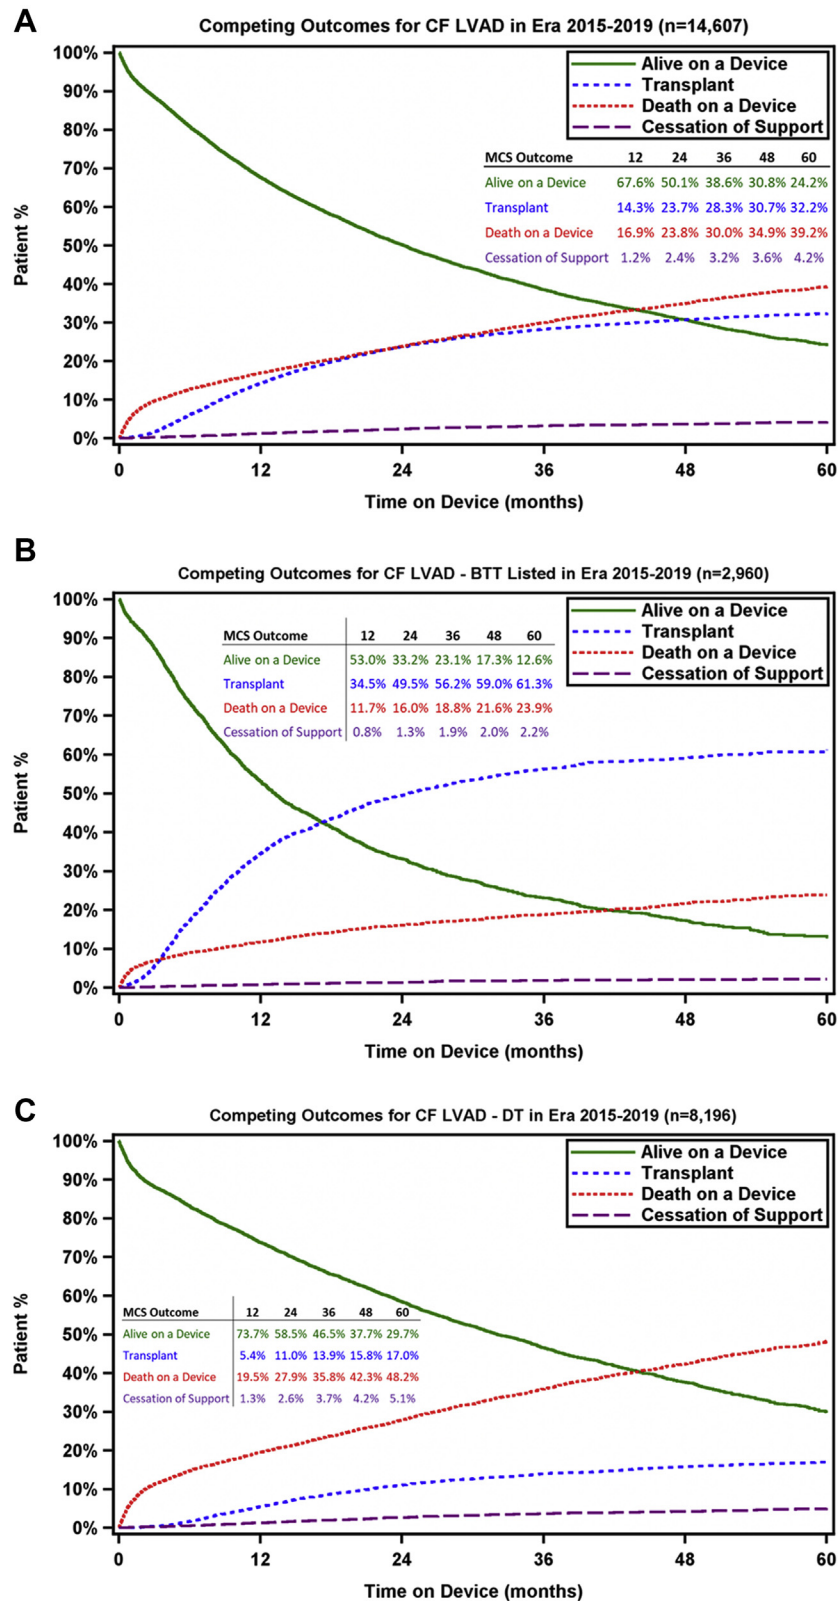 A
Competing Outcomes for CF LVAD in Era 2015-2019 (n=14,607)
100%
90%
80%
70%
60%
50%
40%
30%
20%
10%
0%
Patient %
Alive on a Device
Transplant
Death on a Device
Cessation of Support
MCS Outcome 12 24 36 48 60
Alive on a Device 67.6% 50.1% 38.6% 30.8% 24.2%
Transplant 14.3% 23.7% 28.3% 30.7% 32.2%
Death on a Device 16.9% 23.8% 30.0% 34.9% 39.2%
Cessation of Support 1.2% 2.4% 3.2% 3.6% 4.2%
0 12 24 36 48 60
Time on Device (months)
B
Competing Outcomes for CF LVAD - BTT Listed in Era 2015-2019 (n=2,960)
100%
90%
80%
70%
60%
50%
40%
30%
20%
10%
0%
Patient %
Alive on a Device
Transplant
Death on a Device
Cessation of Support
MCS Outcome 12 24 36 48 60
Alive on a Device 53.0% 33.2% 23.1% 17.3% 12.6%
Transplant 34.5% 49.5% 56.2% 59.0% 61.3%
Death on a Device 11.7% 16.0% 18.8% 21.6% 23.9%
Cessation of Support 0.8% 1.3% 1.9% 2.0% 2.2%
0 12 24 36 48 60
Time on Device (months)
C
Competing Outcomes for CF LVAD - DT in Era 2015-2019 (n=8,196)
100%
90%
80%
70%
60%
50%
40%
30%
20%
10%
0%
Patient %
Alive on a Device
Transplant
Death on a Device
Cessation of Support
MCS Outcome 12 24 36 48 60
Alive on a Device 73.7% 58.5% 46.5% 37.7% 29.7%
Transplant 5.4% 11.0% 13.9% 15.8% 17.0%
Death on a Device 19.5% 27.9% 35.8% 42.3% 48.2%
Cessation of Support 1.3% 2.6% 3.7% 4.2% 5.1%
0 12 24 36 48 60
Time on Device (months)